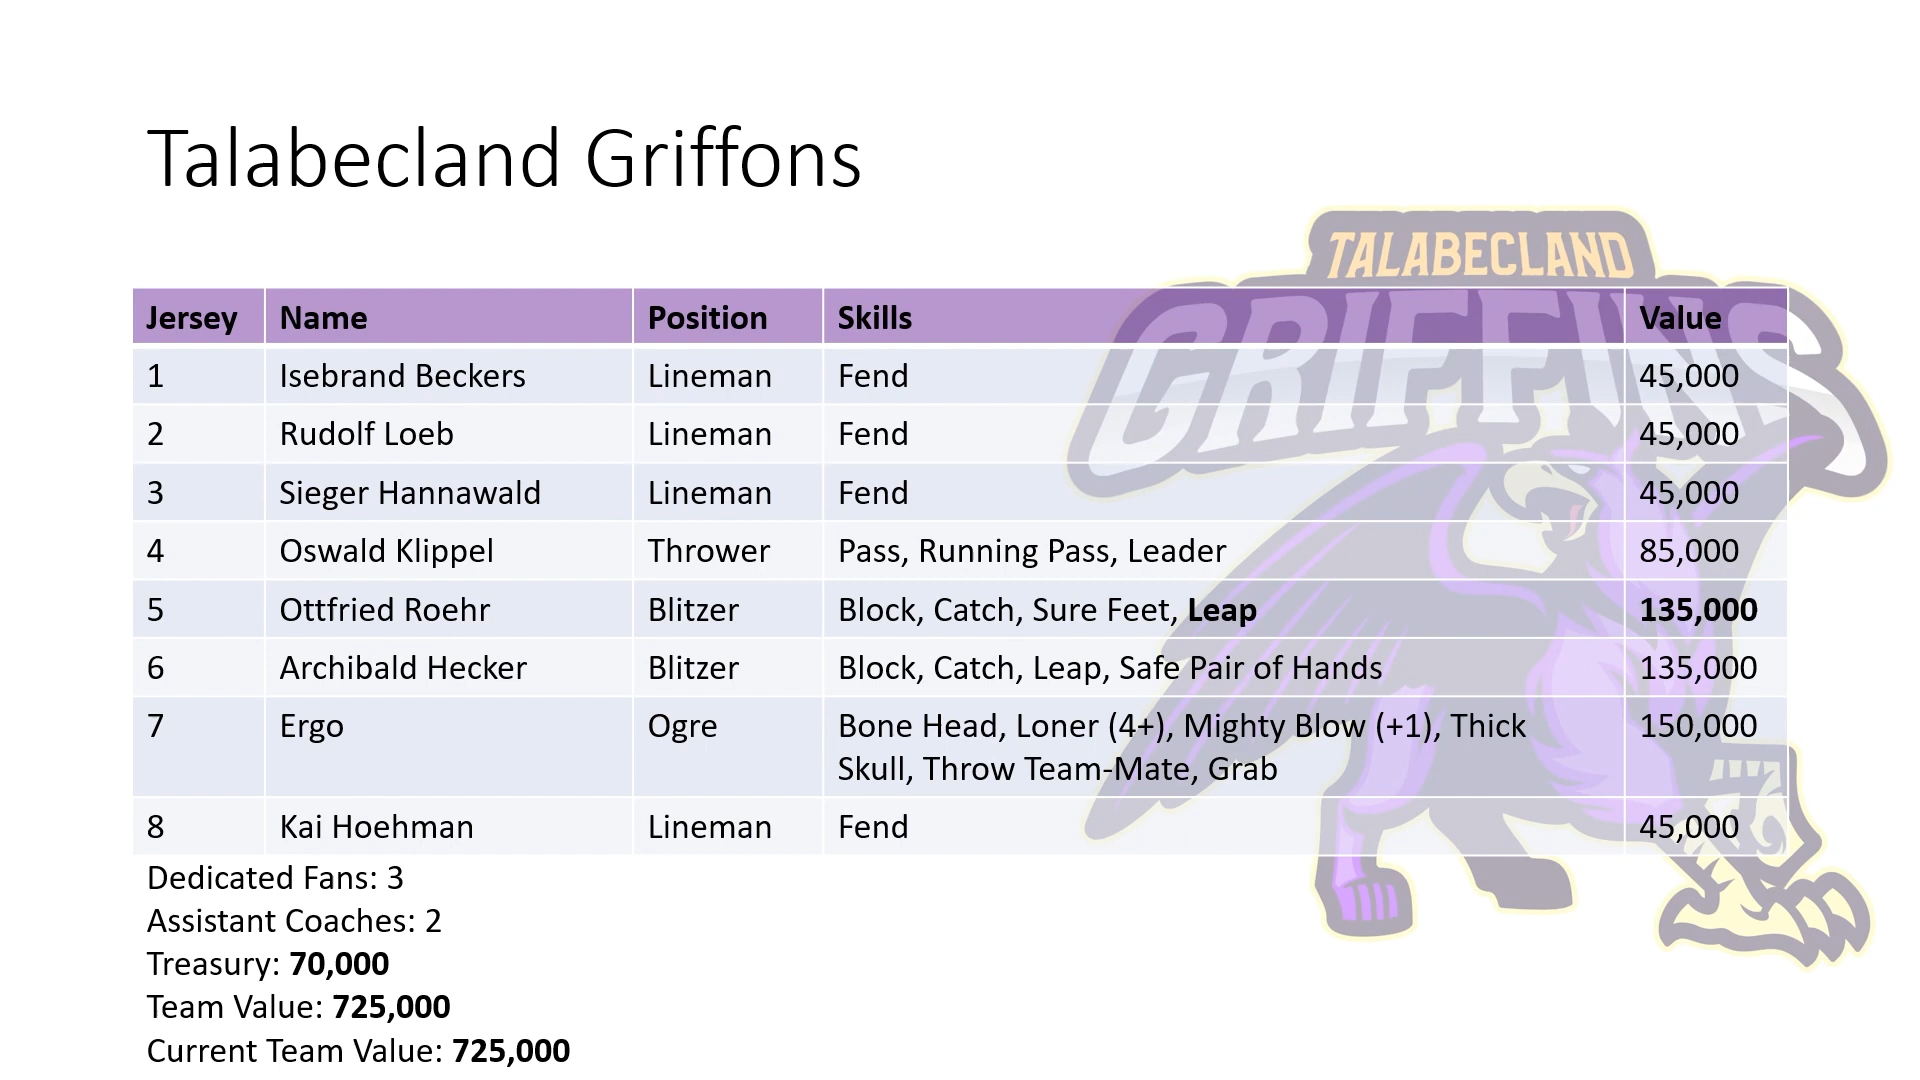 Talabecland Griffons
TALABECLAND
GRIFFINS
Jersey Name Position Skills Value
1 Isebrand Beckers Lineman Fend 45,000
2 Rudolf Loeb Lineman Fend 45,000
3 Sieger Hannawald Lineman Fend 45,000
4 Oswald Klippel Thrower Pass, Running Pass, Leader 85,000
5 Ottfried Roehr Blitzer Block, Catch, Sure Feet, Leap 135,000
6 Archibald Hecker Blitzer Block, Catch, Leap, Safe Pair of Hands 135,000
7 Ergo Ogre Bone Head, Loner (4+), Mighty Blow (+1), Thick 150,000
Skull, Throw Team-Mate, Grab
8 Kai Hoehman Lineman Fend 45,000
Dedicated Fans: 3
Assistant Coaches: 2
Treasury: 70,000
Team Value: 725,000
Current Team Value: 725,000